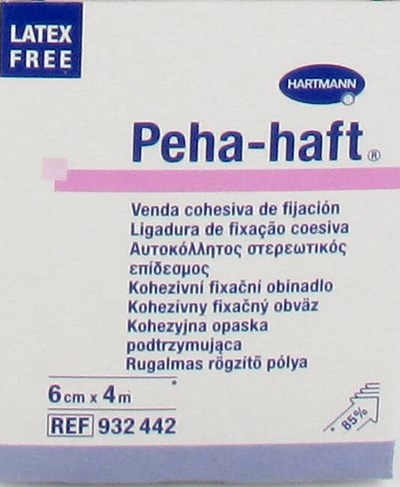 LATEX
FREE
HARTMANN
Peha-haft®
Venda cohesiva de fijación
Ligadura de fixação coesiva
Αυτοκόλλητος στερεωτικός
επίδεσμος
Kohezivní fixační obinadlo
Kohezívny fixačný obväz
Kohezyjna opaska
podtrzymująca
Rugalmas rögzítő pólya
6 cm x 4 m *
REF 932 442
* 85%